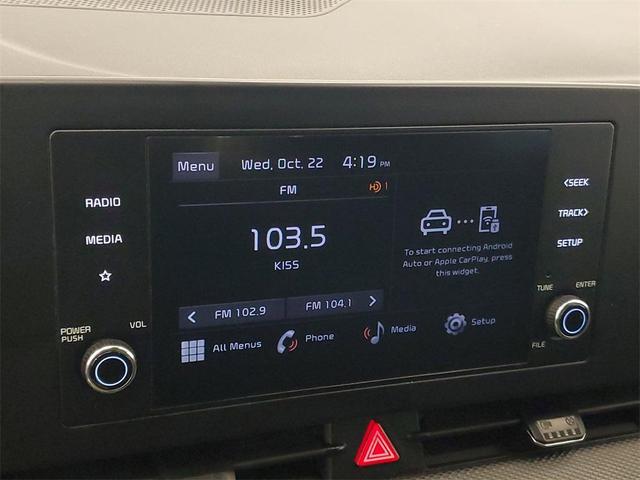 Menu Wed, Oct. 22 4:19 PM
FM HD 1
103.5
KISS
FM 102.9 FM 104.1
To start connecting Android
Auto or Apple CarPlay, press
this widget.
All Menus Phone Media Setup
RADIO
MEDIA
POWER
PUSH
VOL
<SEEK
TRACK>
SETUP
TUNE
ENTER
FILE